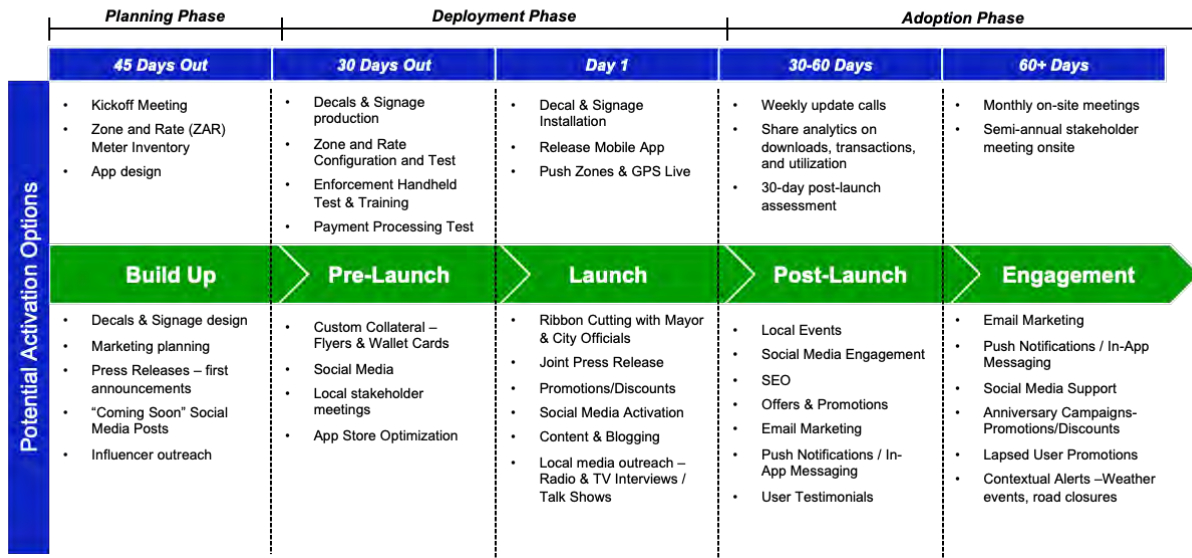 Planning Phase
Deployment Phase
Adoption Phase
45 Days Out
30 Days Out
Day 1
30-60 Days
60+ Days
Potential Activation Options
• Kickoff Meeting
• Zone and Rate (ZAR)
Meter Inventory
• App design
• Decals & Signage
production
• Zone and Rate
Configuration and Test
• Enforcement Handheld
Test & Training
• Payment Processing Test
• Decal & Signage
Installation
• Release Mobile App
• Push Zones & GPS Live
• Weekly update calls
• Share analytics on
downloads, transactions,
and utilization
• 30-day post-launch
assessment
• Monthly on-site meetings
• Semi-annual stakeholder
meeting onsite
Build Up
Pre-Launch
Launch
Post-Launch
Engagement
• Decals & Signage design
• Marketing planning
• Press Releases – first
announcements
• “Coming Soon” Social
Media Posts
• Influencer outreach
• Custom Collateral –
Flyers & Wallet Cards
• Social Media
• Local stakeholder
meetings
• App Store Optimization
• Ribbon Cutting with Mayor
& City Officials
• Joint Press Release
• Promotions/Discounts
• Social Media Activation
• Content & Blogging
• Local media outreach –
Radio & TV Interviews /
Talk Shows
• Local Events
• Social Media Engagement
• SEO
• Offers & Promotions
• Email Marketing
• Push Notifications / In-
App Messaging
• User Testimonials
• Email Marketing
• Push Notifications / In-App
Messaging
• Social Media Support
• Anniversary Campaigns-
Promotions/Discounts
• Lapsed User Promotions
• Contextual Alerts –Weather
events, road closures